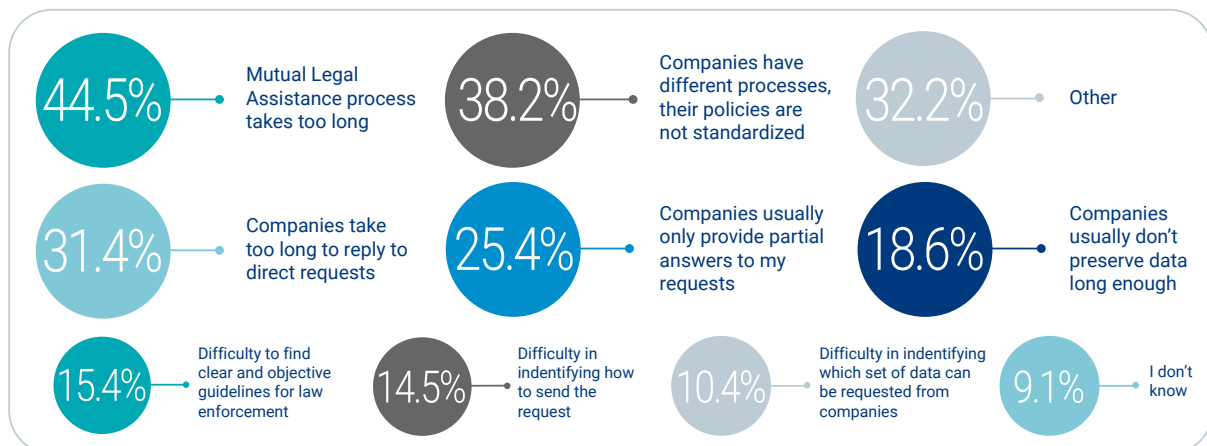 44.5%
Mutual Legal
Assistance process
takes too long
38.2%
Companies have
different processes,
their policies are
not standardized
32.2%
Other
31.4%
Companies take
too long to reply to
direct requests
25.4%
Companies usually
only provide partial
answers to my
requests
18.6%
Companies
usually don't
preserve data
long enough
15.4%
Difficulty to find
clear and objective
guidelines for law
enforcement
14.5%
Difficulty in
indentifying how
to send the
request
10.4%
Difficulty in indentifying
which set of data can
be requested from
companies
9.1%
I don't
know